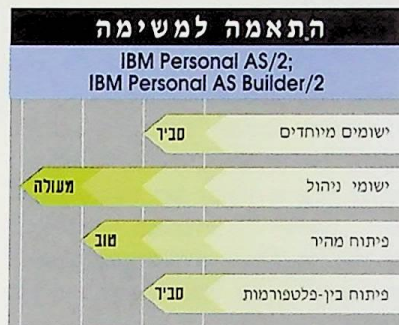 התאמה למשימה
IBM Personal AS/2;
IBM Personal AS Builder/2
ישומים מיוחדים
סביר
ישומי ניהול
מעולה
פיתוח מהיר
טוב
פיתוח בין-פלטפורמות
סביר